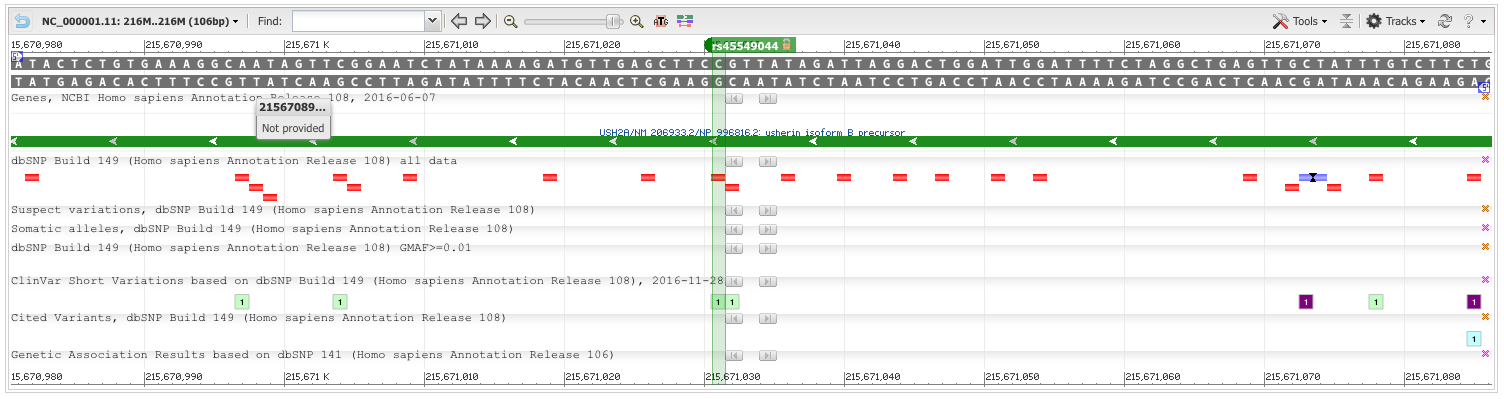 NC_000001.11: 216M..216M (106bp)
Find:
Tools
Tracks
?
15,670,980 215,670,990 215,671 K 215,671,010 215,671,020 rs45549044 215,671,040 215,671,050 215,671,060 215,671,070 215,671,080
5'
ATACTCTGTGAAAGGCAATAGTTCGGAATCTATAAAAGATGTTGAGCTTCCGTTATAGATTAGGACTGGATTGGATTTCTAGGCTGAGTTGCTATTTGTCTTCTG
TATGAGACACTTTCCGTTATCAAGCCTTAGATATTTTCTACAACTCGAAGGCAATATCTAATCCTGACCTAACCTAAAGATCCGACTCAACGATAAACAGAAGA
5'
Genes, NCBI Homo sapiens Annotation Release 108, 2016-06-07
21567089...
Not provided
USH2A/NM_206933.2/NP_996816.2: usherin isoform B precursor
dbSNP Build 149 (Homo sapiens Annotation Release 108) all data
Suspect variations, dbSNP Build 149 (Homo sapiens Annotation Release 108)
Somatic alleles, dbSNP Build 149 (Homo sapiens Annotation Release 108)
dbSNP Build 149 (Homo sapiens Annotation Release 108) GMAF>=0.01
ClinVar Short Variations based on dbSNP Build 149 (Homo sapiens Annotation Release 108), 2016-11-28
1 1 1 1 1 1 1
Cited Variants, dbSNP Build 149 (Homo sapiens Annotation Release 108)
1
Genetic Association Results based on dbSNP 141 (Homo sapiens Annotation Release 106)
15,670,980 215,670,990 215,671 K 215,671,010 215,671,020 215,671,030 215,671,040 215,671,050 215,671,060 215,671,070 215,671,080